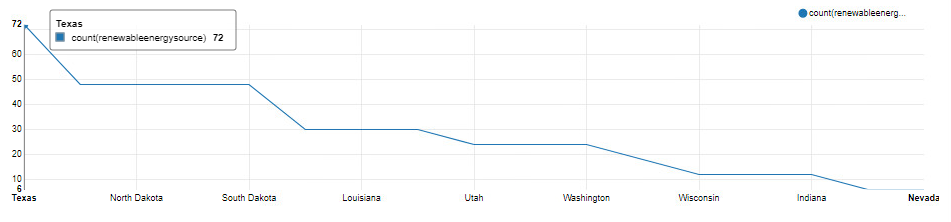 count(renewableenerg...
72
Texas
count(renewableenergysource) 72
60
50
40
30
20
10
6
Texas North Dakota South Dakota Louisiana Utah Washington Wisconsin Indiana Nevada